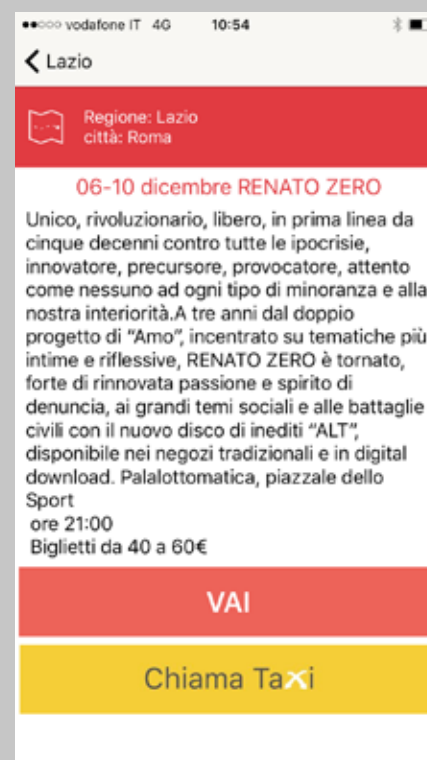 vodafone IT 4G 10:54
Lazio
Regione: Lazio
città: Roma
06-10 dicembre RENATO ZERO
Unico, rivoluzionario, libero, in prima linea da
cinque decenni contro tutte le ipocrisie,
innovatore, precursore, provocatore, attento
come nessuno ad ogni tipo di minoranza e alla
nostra interiorità.A tre anni dal doppio
progetto di “Amo”, incentrato su tematiche più
intime e riflessive, RENATO ZERO è tornato,
forte di rinnovata passione e spirito di
denuncia, ai grandi temi sociali e alle battaglie
civili con il nuovo disco di inediti “ALT”,
disponibile nei negozi tradizionali e in digital
download. Palalottomatica, piazzale dello
Sport
ore 21:00
Biglietti da 40 a 60€
VAI
Chiama Taxi